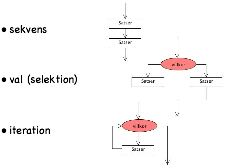 • sekvens
Satser
Satser
• val (selektion)
villkor
Satser
Satser
• iteration
villkor
Satser